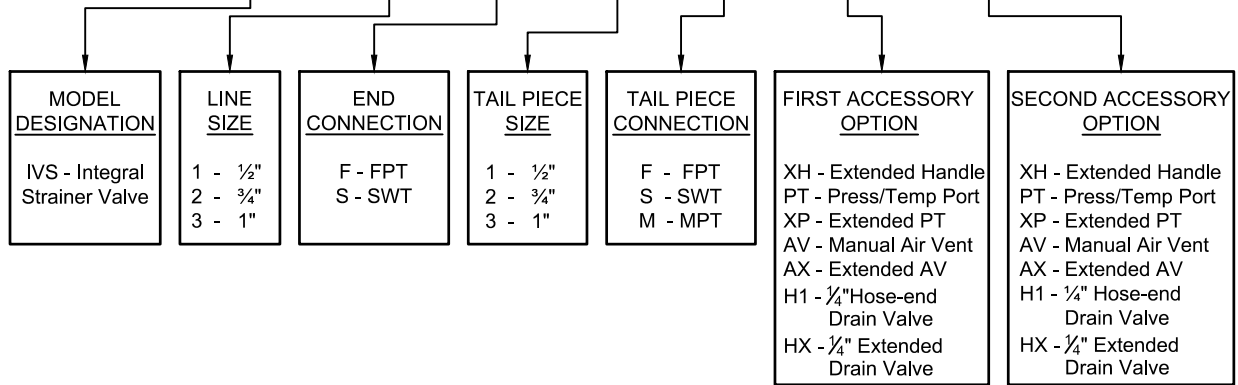 MODEL
DESIGNATION
IVS - Integral
Strainer Valve
LINE
SIZE
1 - ½"
2 - ¾"
3 - 1"
END
CONNECTION
F - FPT
S - SWT
TAIL PIECE
SIZE
1 - ½"
2 - ¾"
3 - 1"
TAIL PIECE
CONNECTION
F - FPT
S - SWT
M - MPT
FIRST ACCESSORY
OPTION
XH - Extended Handle
PT - Press/Temp Port
XP - Extended PT
AV - Manual Air Vent
AX - Extended AV
H1 - ¼"Hose-end
Drain Valve
HX - ¼" Extended
Drain Valve
SECOND ACCESSORY
OPTION
XH - Extended Handle
PT - Press/Temp Port
XP - Extended PT
AV - Manual Air Vent
AX - Extended AV
H1 - ¼" Hose-end
Drain Valve
HX - ¼" Extended
Drain Valve